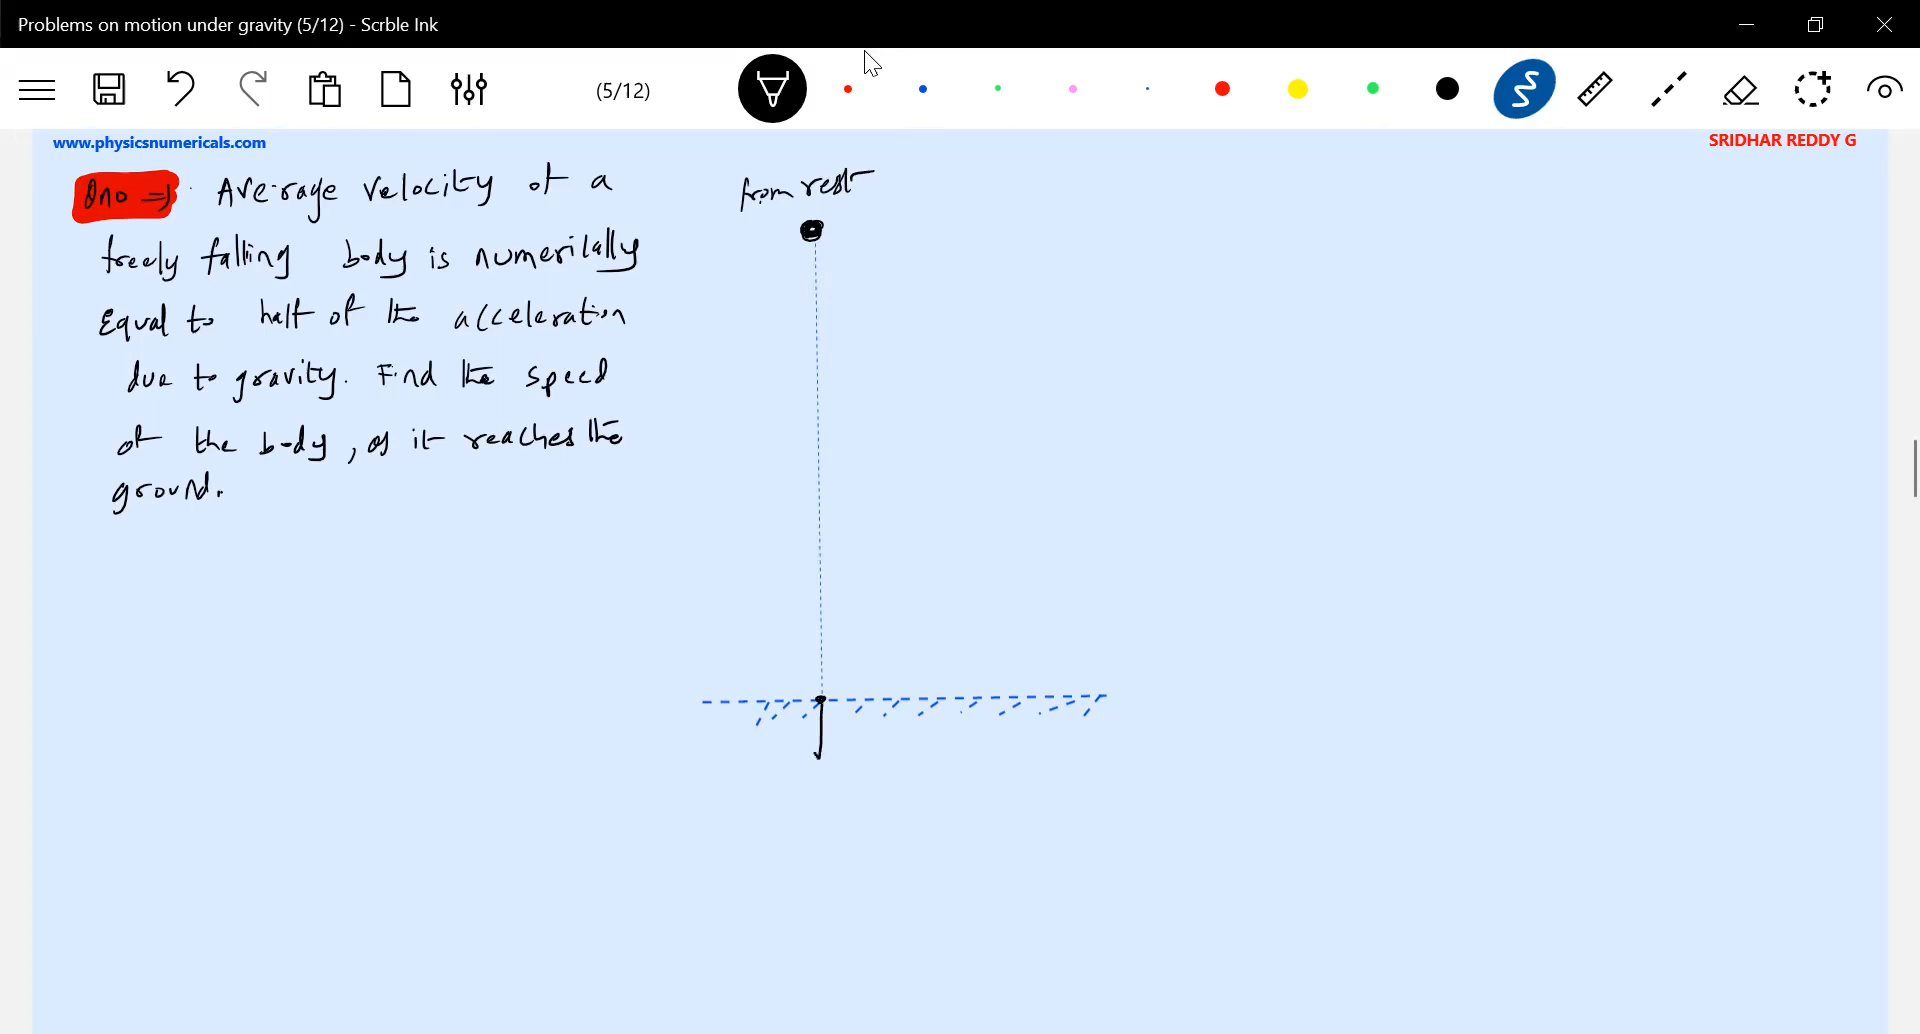 Problems on motion under gravity (5/12) - Scrble Ink
(5/12)
www.physicsnumericals.com
SRIDHAR REDDY G
Qno ⇒ Average velocity of a
freely falling body is numerically
Equal to half of the acceleration
due to gravity. Find the speed
of the body, as it reaches the
ground.
from rest